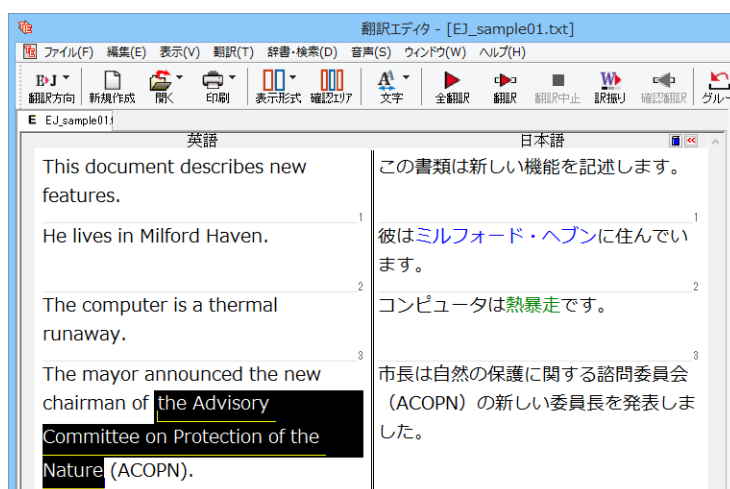 翻訳エディタ - [EJ_sample01.txt]
ファイル(F) 編集(E) 表示(V) 翻訳(T) 辞書・検索(D) 音声(S) ウィンドウ(W) ヘルプ(H)
E▸J A
翻訳方向 新規作成 開く 印刷 表示形式 確認エリア 文字 全翻訳 翻訳 翻訳中止 訳振り 確認翻訳 グルー
E EJ_sample01.t
英語 日本語
This document describes new この書類は新しい機能を記述します。
features.
1 1
He lives in Milford Haven. 彼はミルフォード・ヘブンに住んでい
ます。
2 2
The computer is a thermal コンピュータは熱暴走です。
runaway.
3 3
The mayor announced the new 市長は自然の保護に関する諮問委員会
chairman of the Advisory （ACOPN）の新しい委員長を発表しま
Committee on Protection of the した。
Nature (ACOPN).